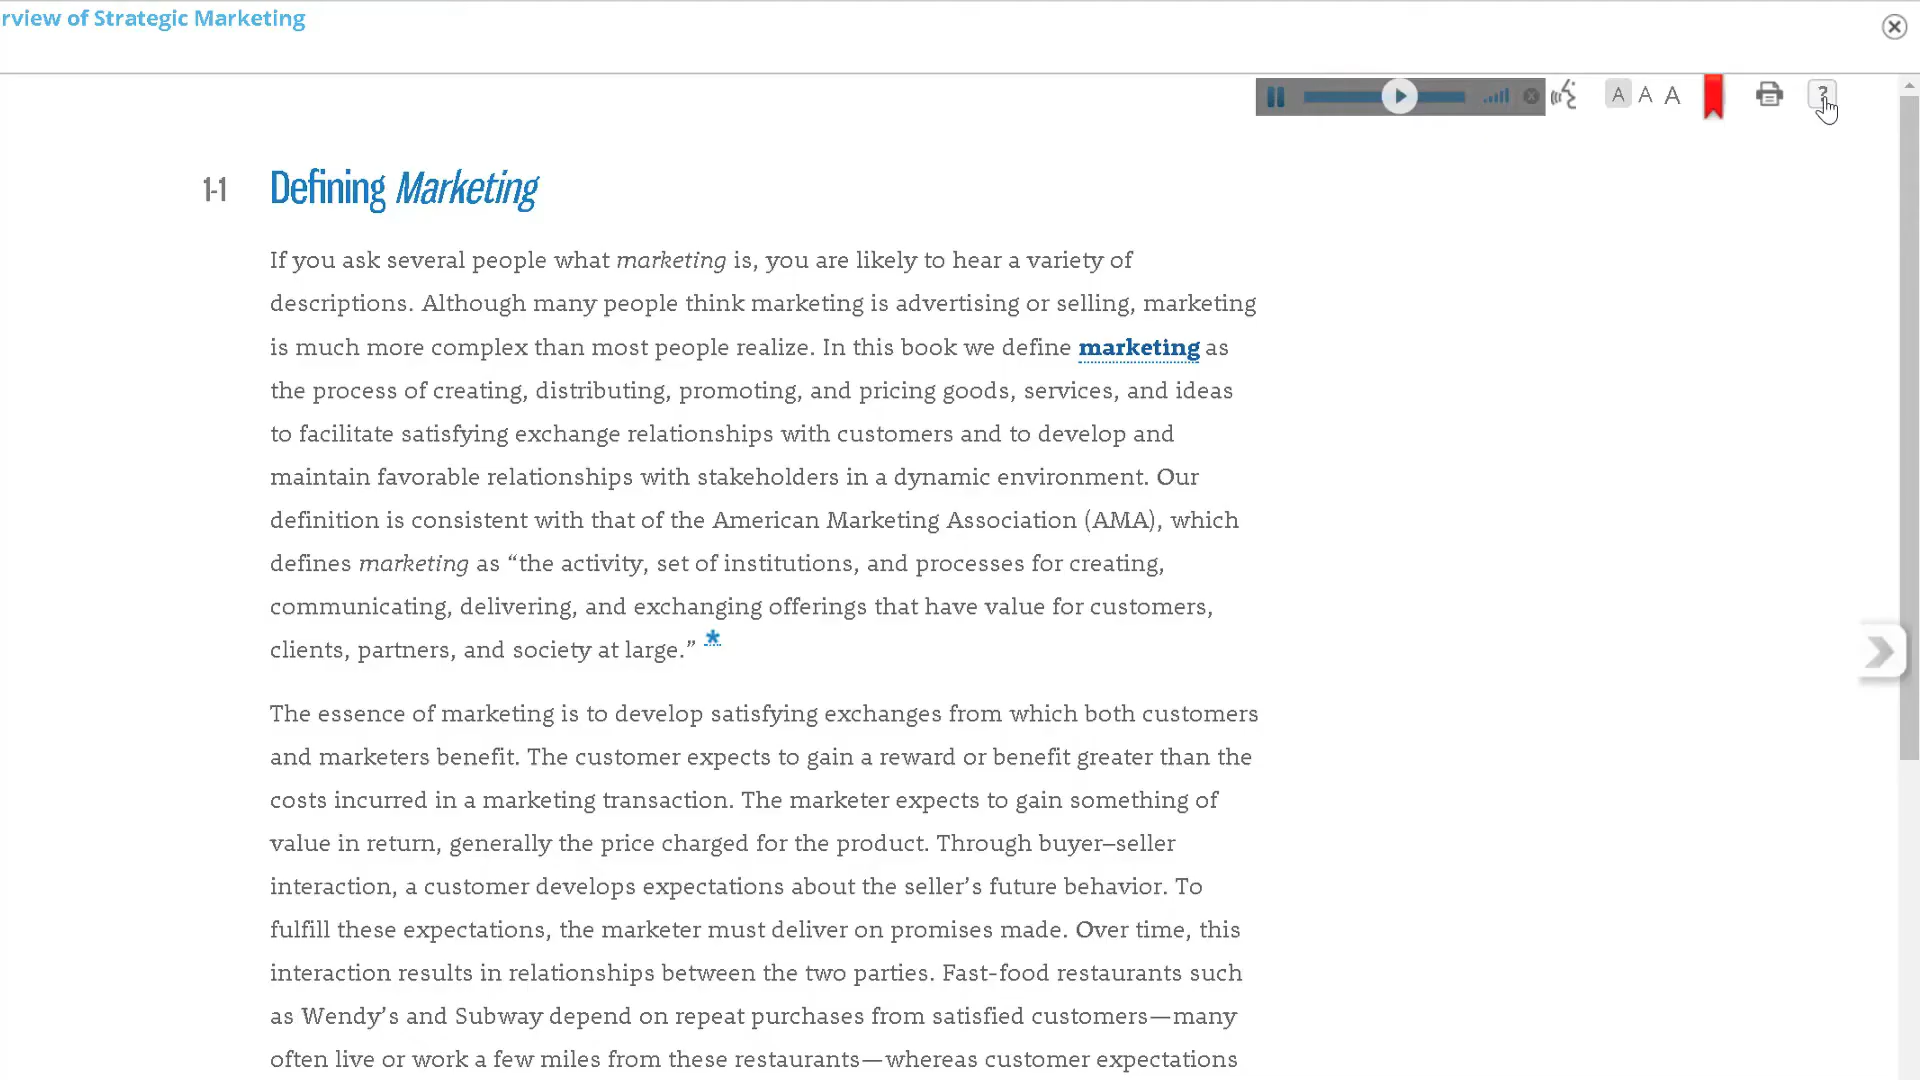 rview of Strategic Marketing
A A A
?
1-1 Defining Marketing
If you ask several people what marketing is, you are likely to hear a variety of
descriptions. Although many people think marketing is advertising or selling, marketing
is much more complex than most people realize. In this book we define marketing as
the process of creating, distributing, promoting, and pricing goods, services, and ideas
to facilitate satisfying exchange relationships with customers and to develop and
maintain favorable relationships with stakeholders in a dynamic environment. Our
definition is consistent with that of the American Marketing Association (AMA), which
defines marketing as “the activity, set of institutions, and processes for creating,
communicating, delivering, and exchanging offerings that have value for customers,
clients, partners, and society at large.” *
The essence of marketing is to develop satisfying exchanges from which both customers
and marketers benefit. The customer expects to gain a reward or benefit greater than the
costs incurred in a marketing transaction. The marketer expects to gain something of
value in return, generally the price charged for the product. Through buyer–seller
interaction, a customer develops expectations about the seller’s future behavior. To
fulfill these expectations, the marketer must deliver on promises made. Over time, this
interaction results in relationships between the two parties. Fast-food restaurants such
as Wendy’s and Subway depend on repeat purchases from satisfied customers—many
often live or work a few miles from these restaurants—whereas customer expectations